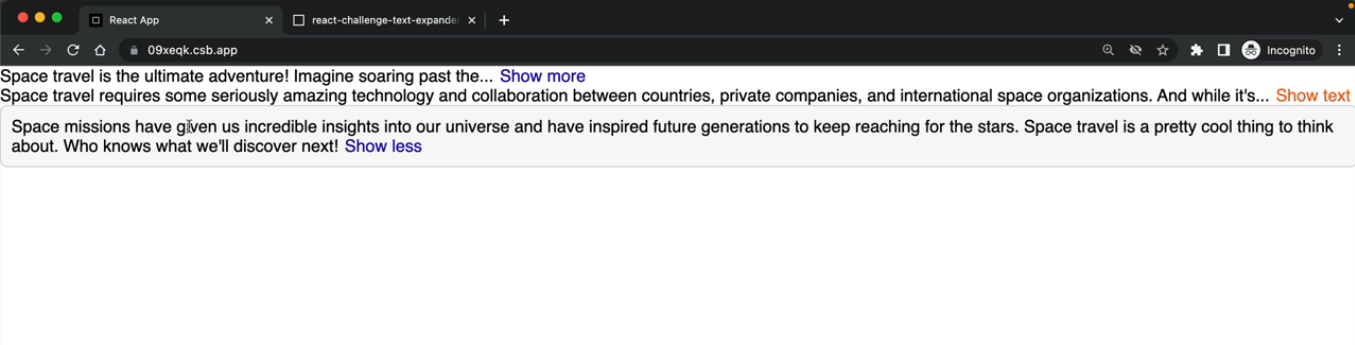 React App
react-challenge-text-expander
09xeqk.csb.app
Incognito
Space travel is the ultimate adventure! Imagine soaring past the... Show more
Space travel requires some seriously amazing technology and collaboration between countries, private companies, and international space organizations. And while it's... Show text
Space missions have given us incredible insights into our universe and have inspired future generations to keep reaching for the stars. Space travel is a pretty cool thing to think
about. Who knows what we'll discover next! Show less